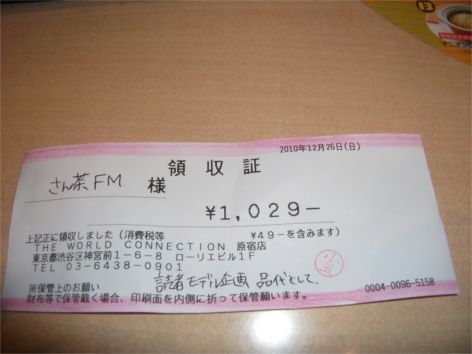 2010年12月26日(日)
領収証
さん茶FM 様
¥1,029-
上記正に領収しました(消費税等 ¥49-を含みます)
THE WORLD CONNECTION 原宿店
東京都渋谷区神宮前1-6-8 ローリエビル1F
TEL 03-6438-0901
読者モデル企画 品代として
※保管上のお願い
財布等で保管戴く場合、印刷面を内側に折って保管願います。
0004-0096-5158